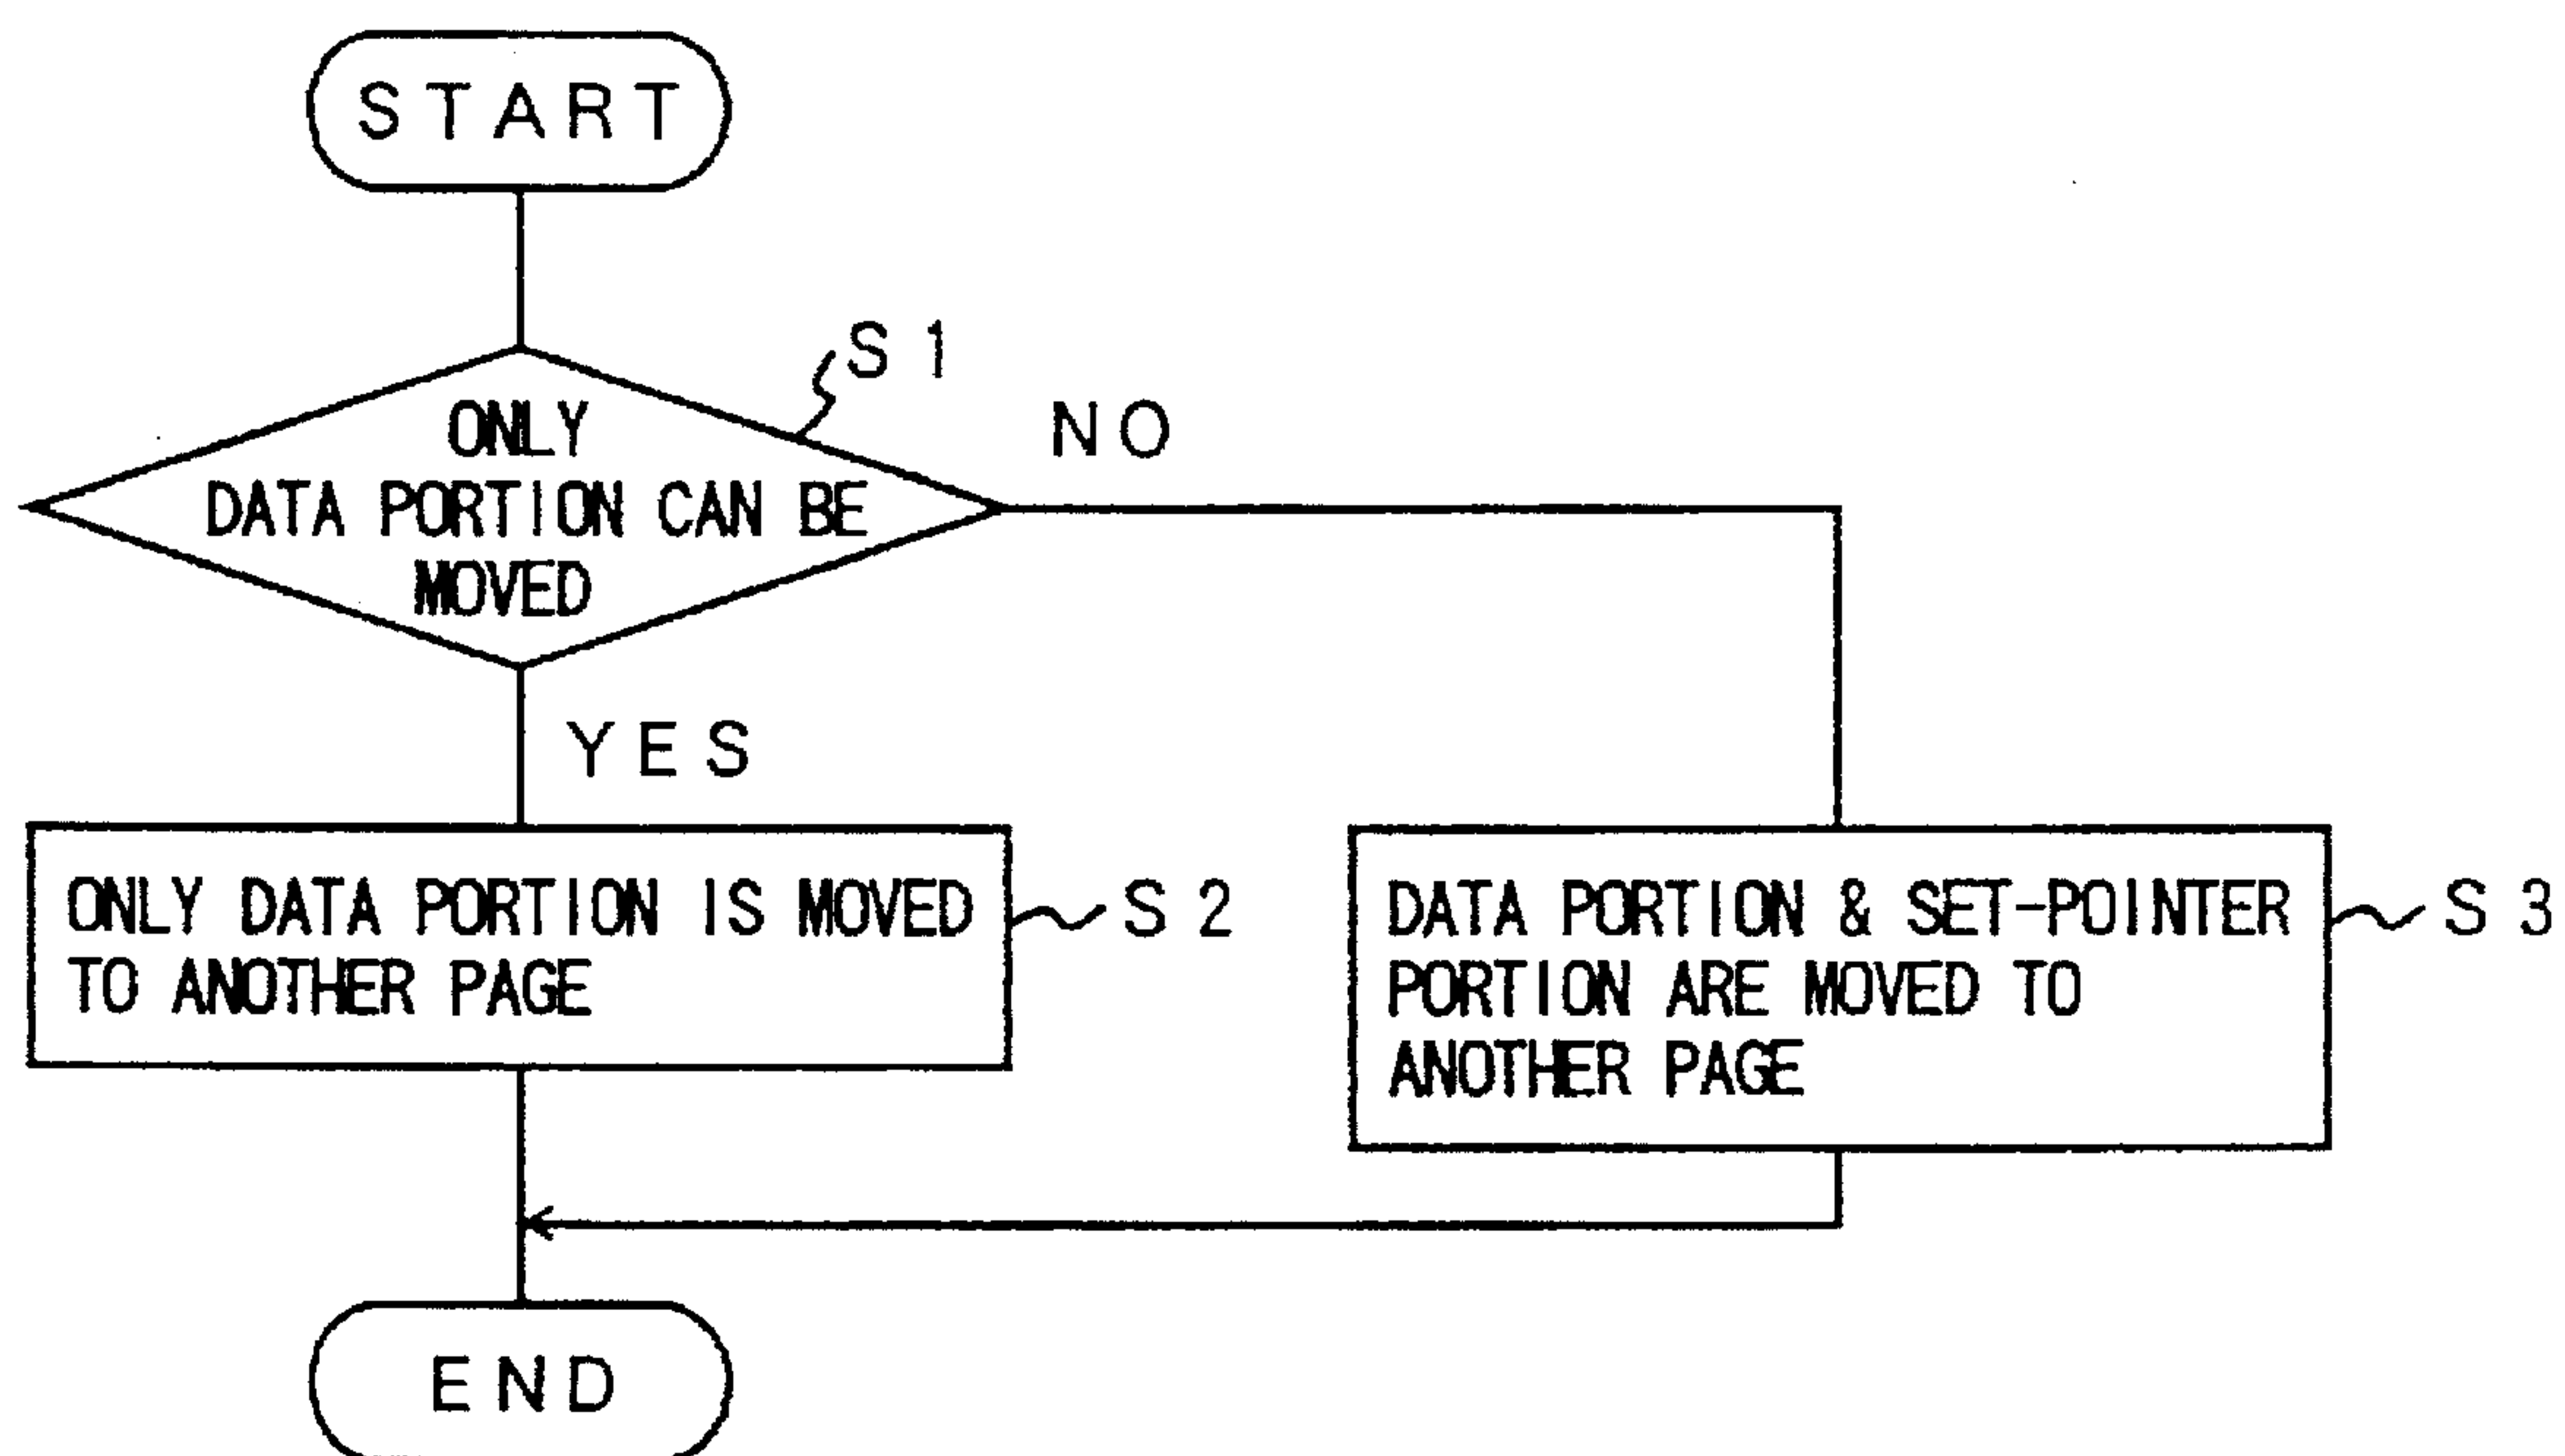 START
S1
ONLY
DATA PORTION CAN BE
MOVED
NO
YES
ONLY DATA PORTION IS MOVED
TO ANOTHER PAGE
S2
DATA PORTION & SET-POINTER
PORTION ARE MOVED TO
ANOTHER PAGE
S3
END